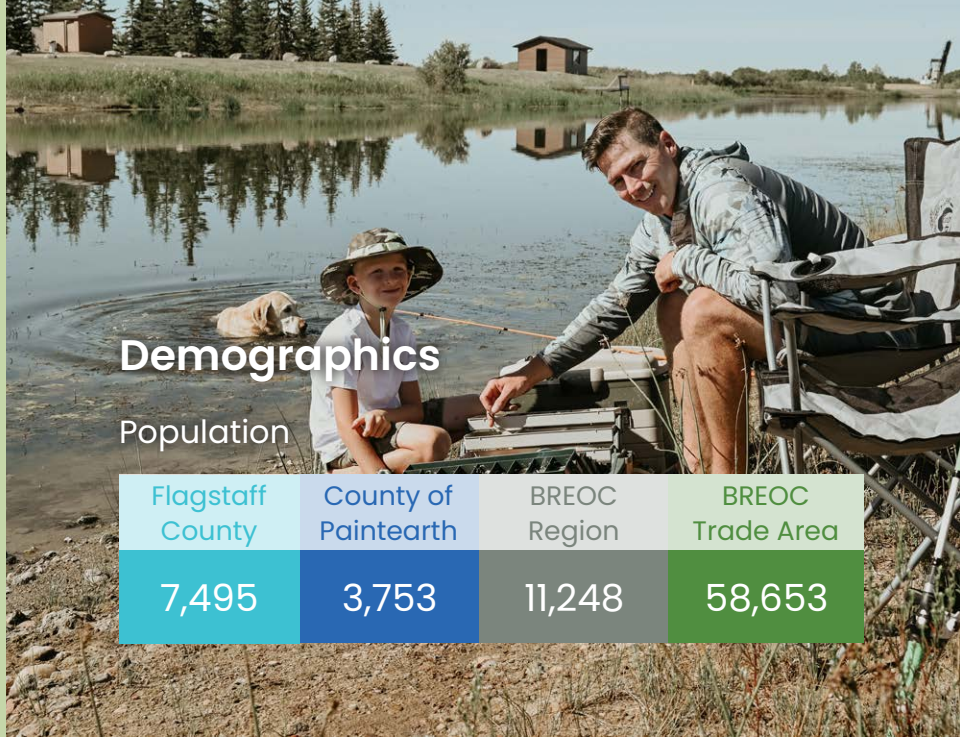 Demographics
Population
Flagstaff
County
County of
Paintearth
BREOC
Region
BREOC
Trade Area
7,495
3,753
11,248
58,653